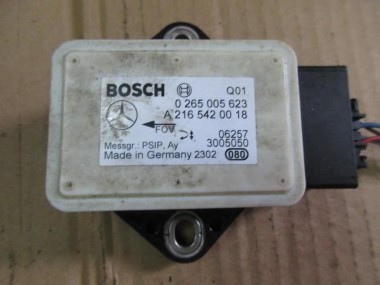 BOSCH Q01
0 265 005 623
A 216 542 00 18
FOV
06257
Messgr.: PSIP, Ay 3005050
Made in Germany 2302 080